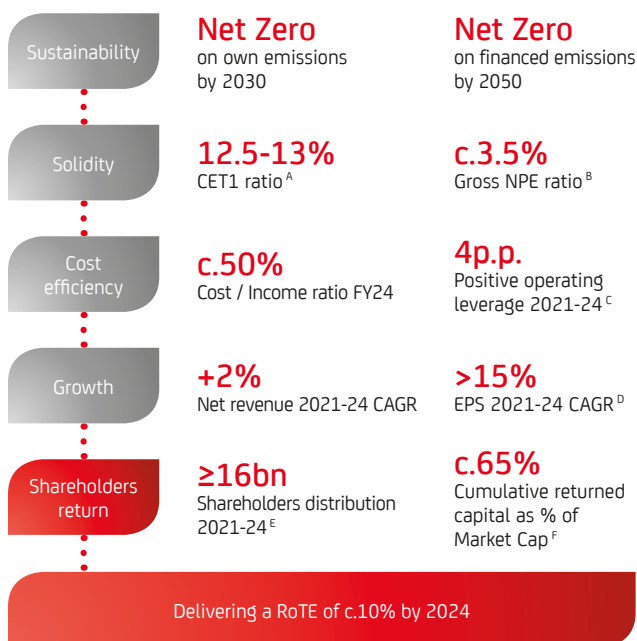 Sustainability
Net Zero
on own emissions
by 2030
Net Zero
on financed emissions
by 2050
Solidity
12.5-13%
CET1 ratio A
c.3.5%
Gross NPE ratio B
Cost
efficiency
c.50%
Cost / Income ratio FY24
4p.p.
Positive operating
leverage 2021-24 C
Growth
+2%
Net revenue 2021-24 CAGR
>15%
EPS 2021-24 CAGR D
Shareholders
return
≥16bn
Shareholders distribution
2021-24 E
c.65%
Cumulative returned
capital as % of
Market Cap F
Delivering a RoTE of c.10% by 2024